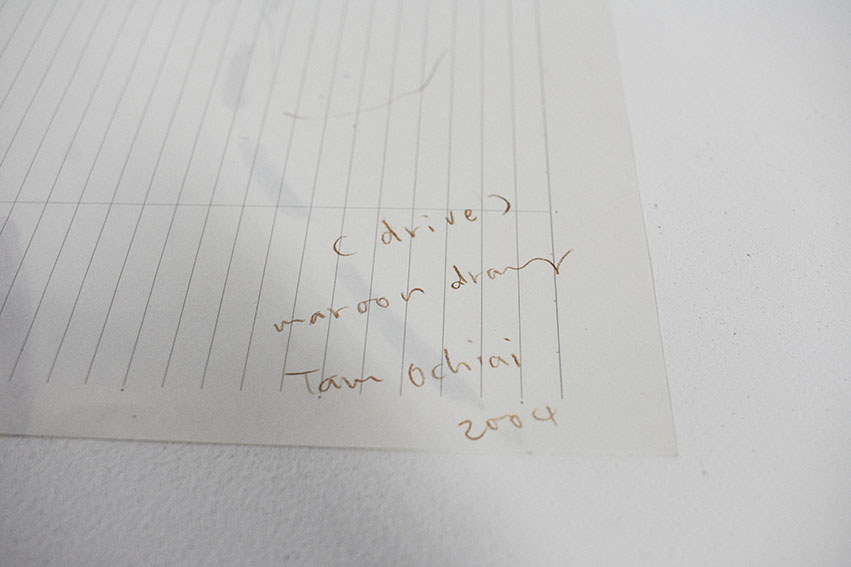 (drive)
maroon drawing
Tam Ochiai
2004